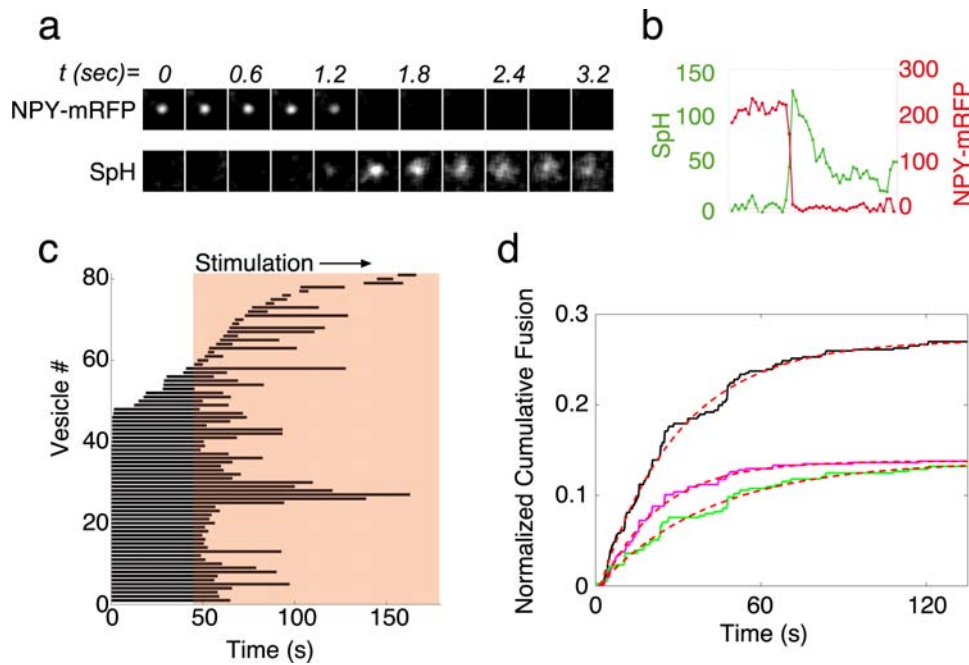 a
t (sec)= 0 0.6 1.2 1.8 2.4 3.2
NPY-mRFP
SpH
b
150 300
100 200
50 100
0 0
SpH
NPY-mRFP
c
Stimulation
80
60
40
20
0
Vesicle #
0 50 100 150
Time (s)
d
0.3
0.2
0.1
0
Normalized Cumulative Fusion
0 60 120
Time (s)